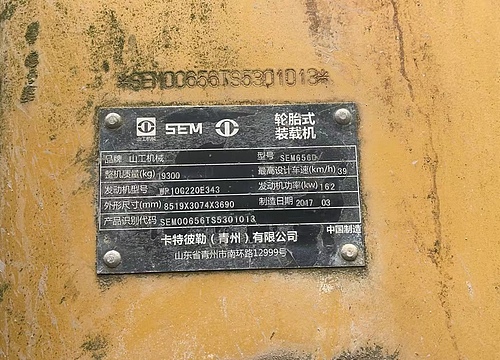 *SEM00656TS5301013*
山工机械 SEM 轮胎式
装载机
品牌 山工机械 型号 SEM656D
整机质量(kg) 19300 最高设计车速(km/h) 39
发动机型号 WP10G220E343 发动机功率(kw) 162
外形尺寸(mm) 8519X3074X3690 制造日期 2017 03
产品识别代码 SEM00656TS5301013
卡特彼勒（青州）有限公司 中国制造
山东省青州市南环路12999号